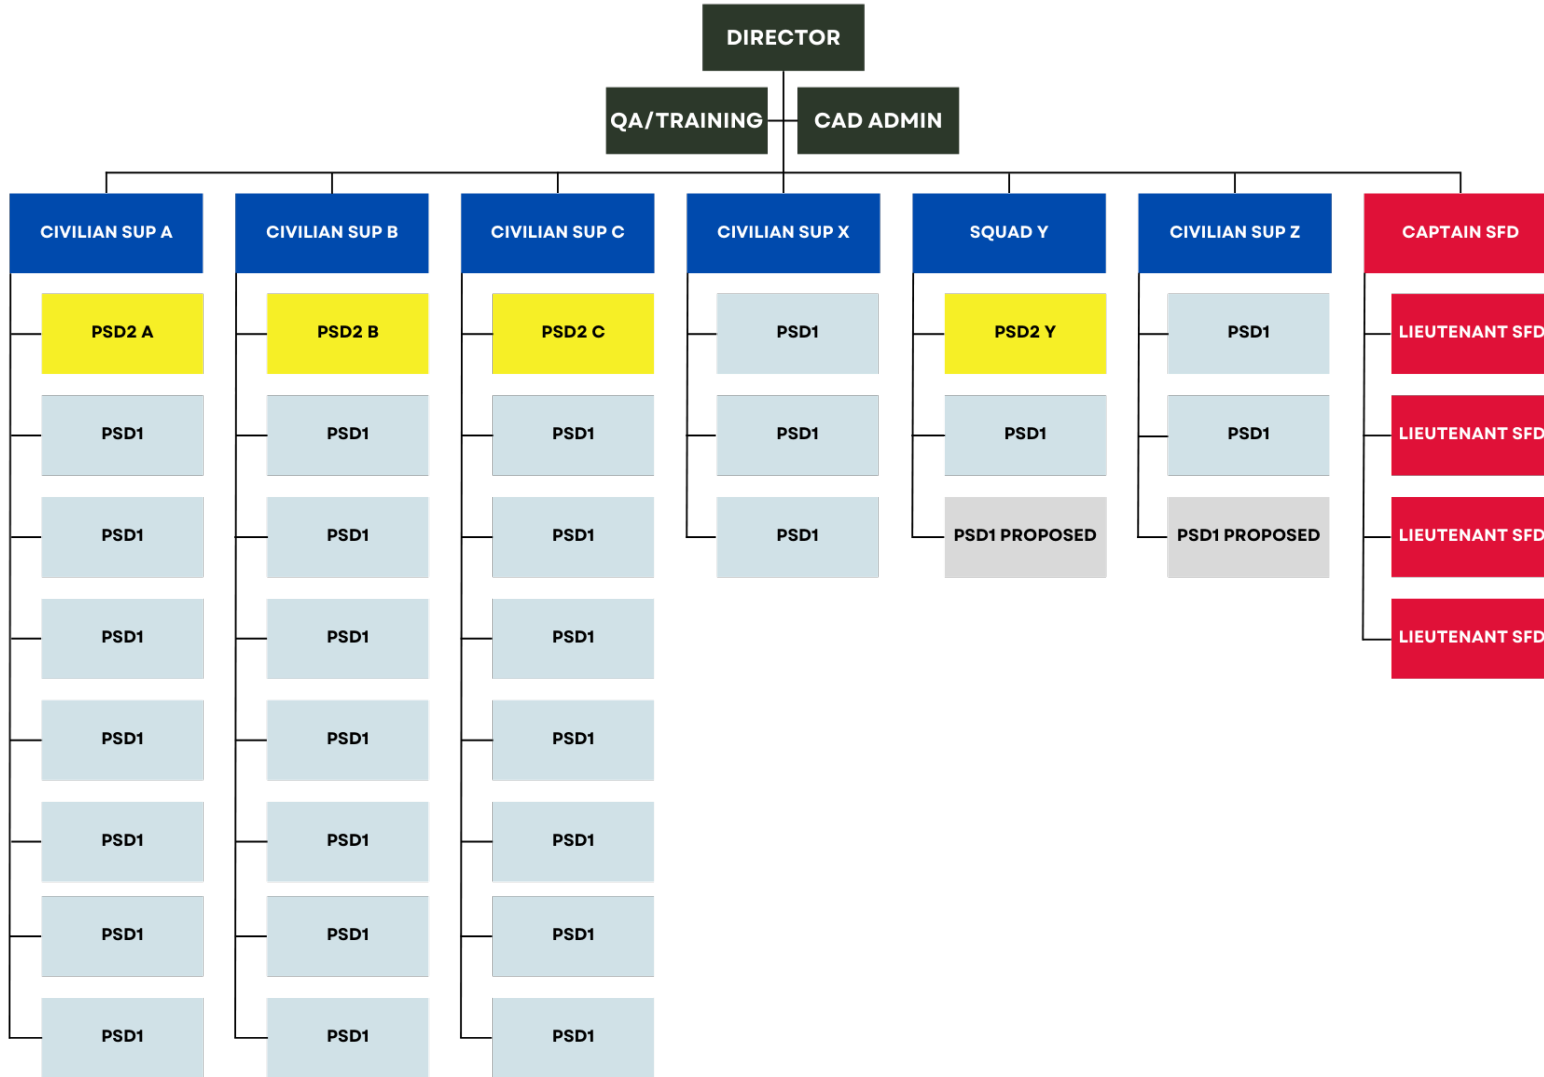 DIRECTOR
QA/TRAINING
CAD ADMIN
CIVILIAN SUP A
CIVILIAN SUP B
CIVILIAN SUP C
CIVILIAN SUP X
SQUAD Y
CIVILIAN SUP Z
CAPTAIN SFD
PSD2 A
PSD2 B
PSD2 C
PSD1
PSD2 Y
PSD1
LIEUTENANT SFD
PSD1
PSD1
PSD1
PSD1
PSD1
PSD1
LIEUTENANT SFD
PSD1
PSD1
PSD1
PSD1
PSD1 PROPOSED
PSD1 PROPOSED
LIEUTENANT SFD
PSD1
PSD1
PSD1
LIEUTENANT SFD
PSD1
PSD1
PSD1
PSD1
PSD1
PSD1
PSD1
PSD1
PSD1
PSD1
PSD1
PSD1